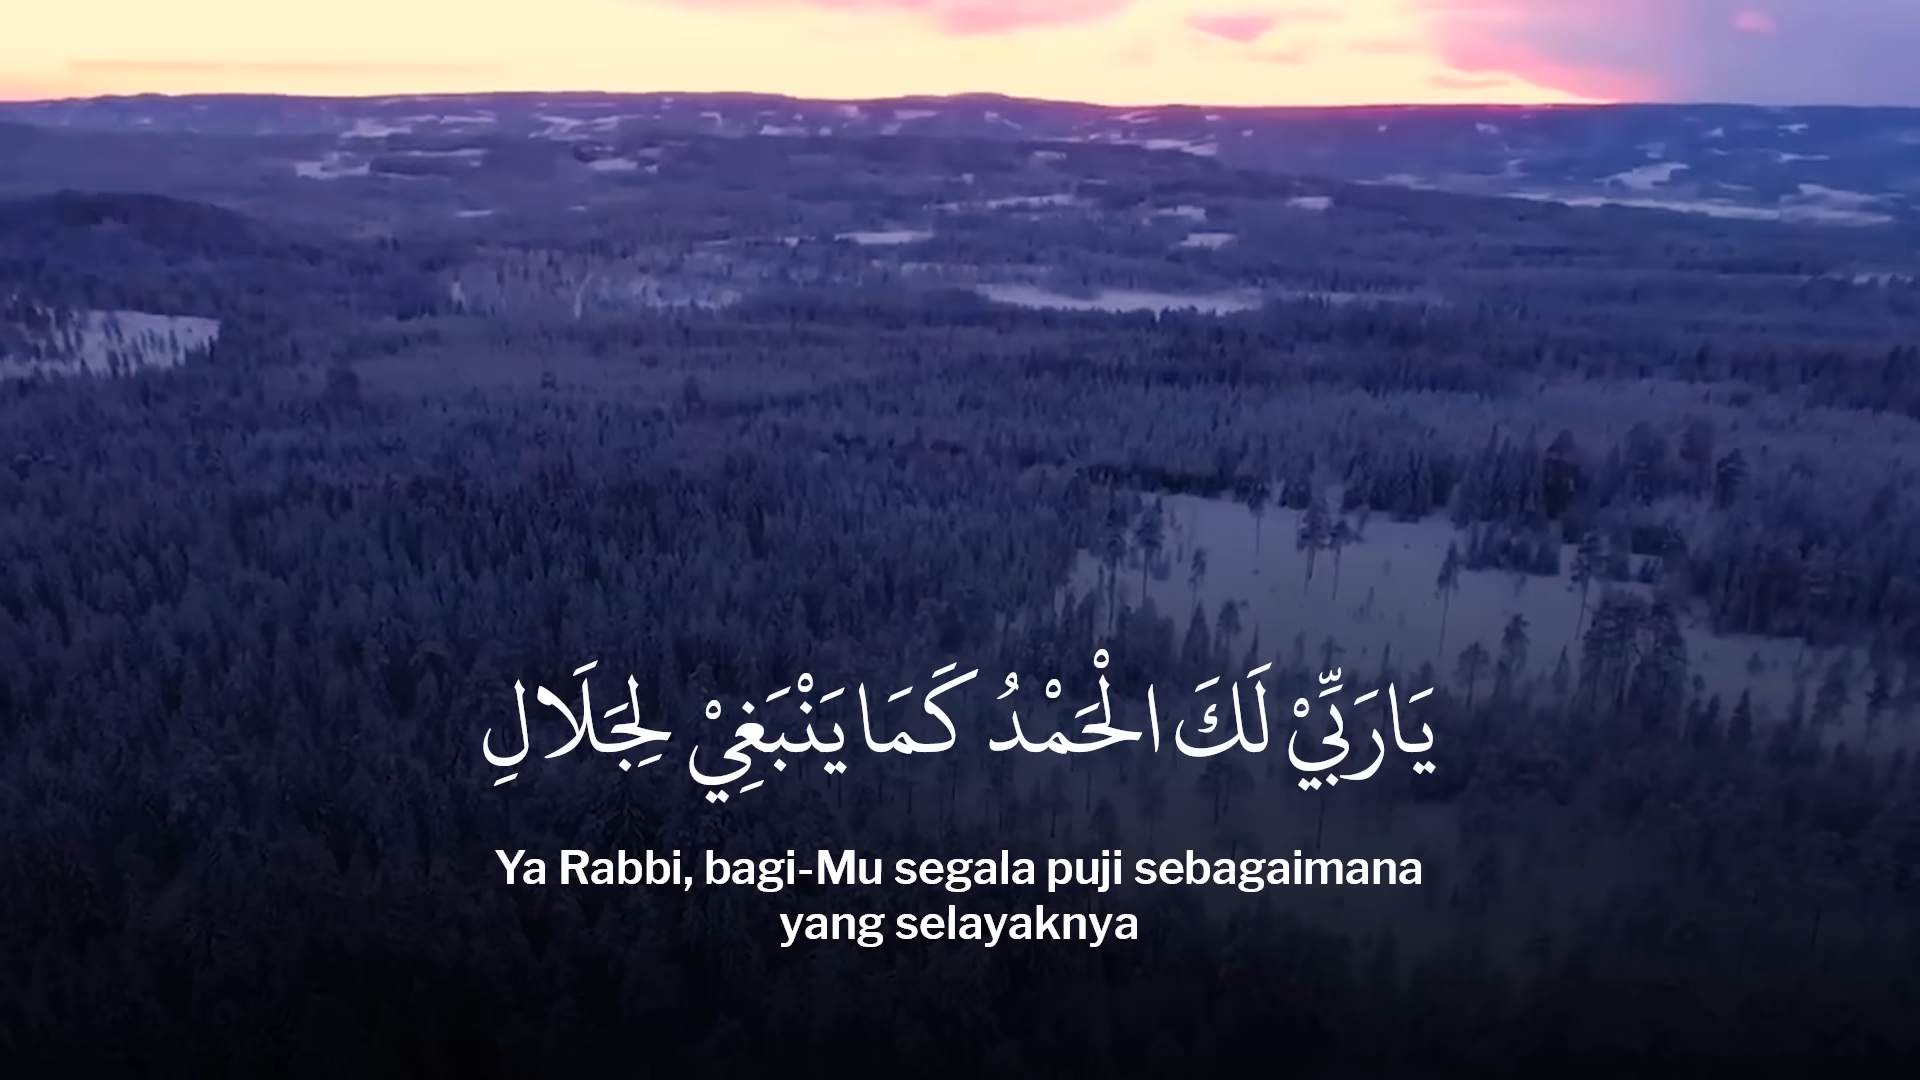 يَارَبِّيْ لَكَ الْحَمْدُ كَمَا يَنْبَغِيْ لِجَلَالِ
Ya Rabbi, bagi-Mu segala puji sebagaimana
yang selayaknya